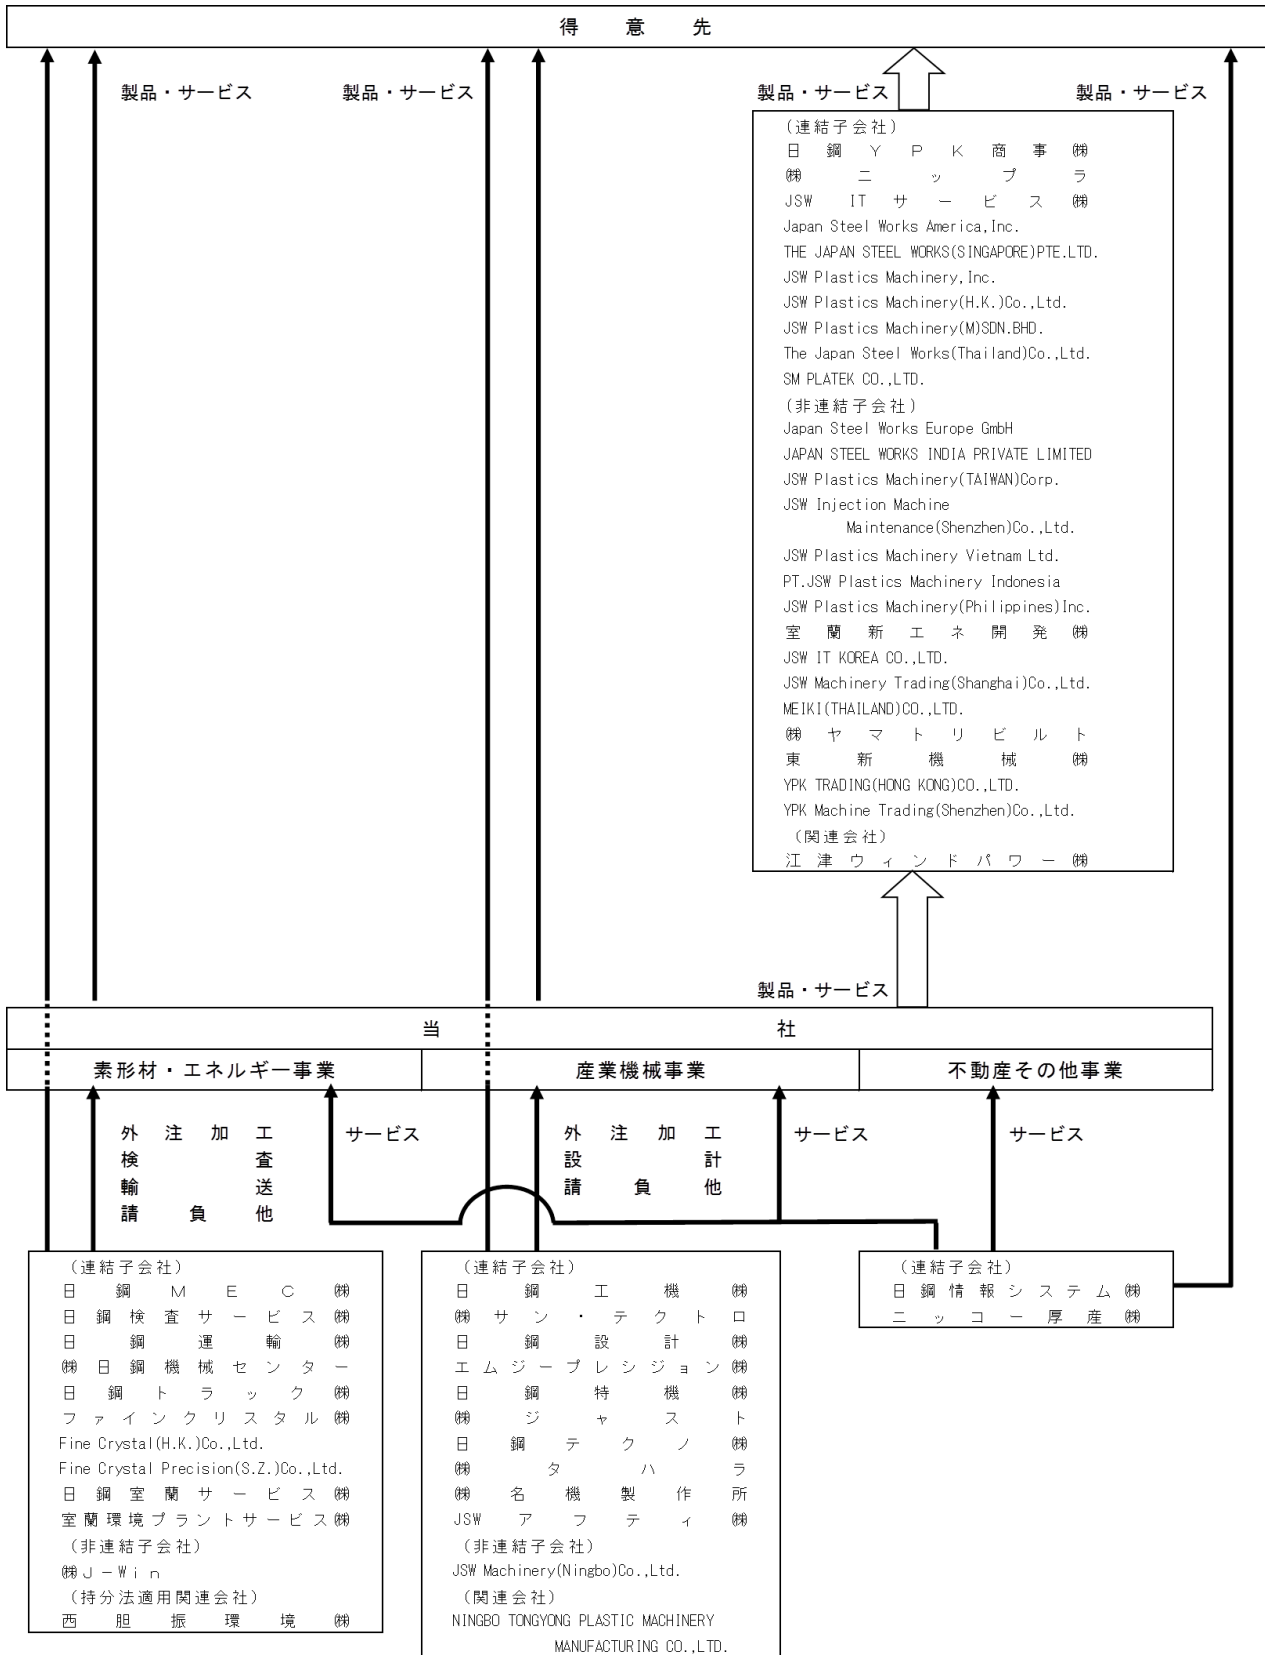 得意先
製品・サービス
製品・サービス
製品・サービス
製品・サービス
(連結子会社)
日鋼YPK商事㈱
㈱ニップラ
JSW ITサービス㈱
Japan Steel Works America,Inc.
THE JAPAN STEEL WORKS(SINGAPORE)PTE.LTD.
JSW Plastics Machinery,Inc.
JSW Plastics Machinery(H.K.)Co.,Ltd.
JSW Plastics Machinery(M)SDN.BHD.
The Japan Steel Works(Thailand)Co.,Ltd.
SM PLATEK CO.,LTD.
(非連結子会社)
Japan Steel Works Europe GmbH
JAPAN STEEL WORKS INDIA PRIVATE LIMITED
JSW Plastics Machinery(TAIWAN)Corp.
JSW Injection Machine
Maintenance(Shenzhen)Co.,Ltd.
JSW Plastics Machinery Vietnam Ltd.
PT.JSW Plastics Machinery Indonesia
JSW Plastics Machinery(Philippines)Inc.
室蘭新エネ開発㈱
JSW IT KOREA CO.,LTD.
JSW Machinery Trading(Shanghai)Co.,Ltd.
MEIKI(THAILAND)CO.,LTD.
㈱ヤマトリビルト
東新機械㈱
YPK TRADING(HONG KONG)CO.,LTD.
YPK Machine Trading(Shenzhen)Co.,Ltd.
(関連会社)
江津ウィンドパワー㈱
製品・サービス
当社
素形材・エネルギー事業
産業機械事業
不動産その他事業
外注加工
検査
輸送
請負他
サービス
外注加工
設計
請負他
サービス
サービス
(連結子会社)
日鋼MEC㈱
日鋼検査サービス㈱
日鋼運輸㈱
㈱日鋼機械センター
日鋼トラック㈱
ファインクリスタル㈱
Fine Crystal(H.K.)Co.,Ltd.
Fine Crystal Precision(S.Z.)Co.,Ltd.
日鋼室蘭サービス㈱
室蘭環境プラントサービス㈱
(非連結子会社)
㈱J-Win
(持分法適用関連会社)
西胆振環境㈱
(連結子会社)
日鋼工機㈱
㈱サン・テクトロ
日鋼設計㈱
エムジープレシジョン㈱
日鋼特機㈱
㈱ジャスト
日鋼テクノ㈱
㈱タハラ
㈱名機製作所
JSWアフティ㈱
(非連結子会社)
JSW Machinery(Ningbo)Co.,Ltd.
(関連会社)
NINGBO TONGYONG PLASTIC MACHINERY
MANUFACTURING CO.,LTD.
(連結子会社)
日鋼情報システム㈱
ニッコー厚産㈱